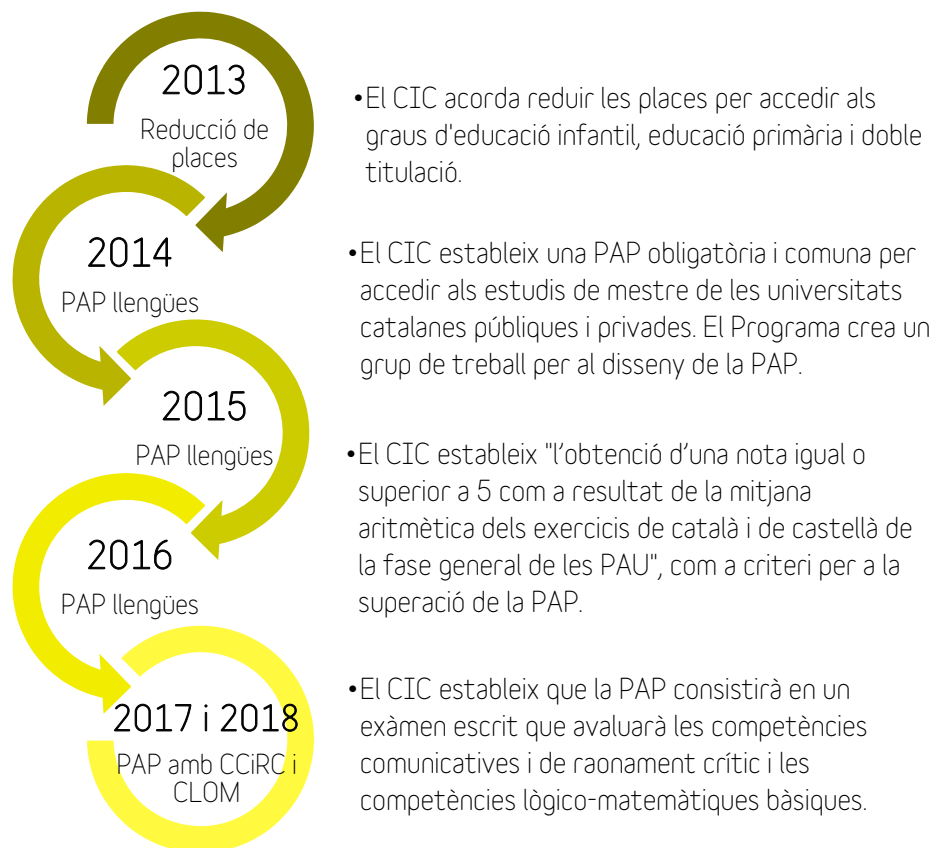 2013
Reducció de
places
•El CIC acorda reduir les places per accedir als
graus d'educació infantil, educació primària i doble
titulació.
2014
PAP llengües
•El CIC estableix una PAP obligatòria i comuna per
accedir als estudis de mestre de les universitats
catalanes públiques i privades. El Programa crea un
grup de treball per al disseny de la PAP.
2015
PAP llengües
•El CIC estableix "l’obtenció d’una nota igual o
superior a 5 com a resultat de la mitjana
aritmètica dels exercicis de català i de castellà de
la fase general de les PAU", com a criteri per a la
superació de la PAP.
2016
PAP llengües
2017 i 2018
PAP amb CCiRC i
CLOM
•El CIC estableix que la PAP consistirà en un
exàmen escrit que avaluarà les competències
comunicatives i de raonament crític i les
competències lògico-matemàtiques bàsiques.